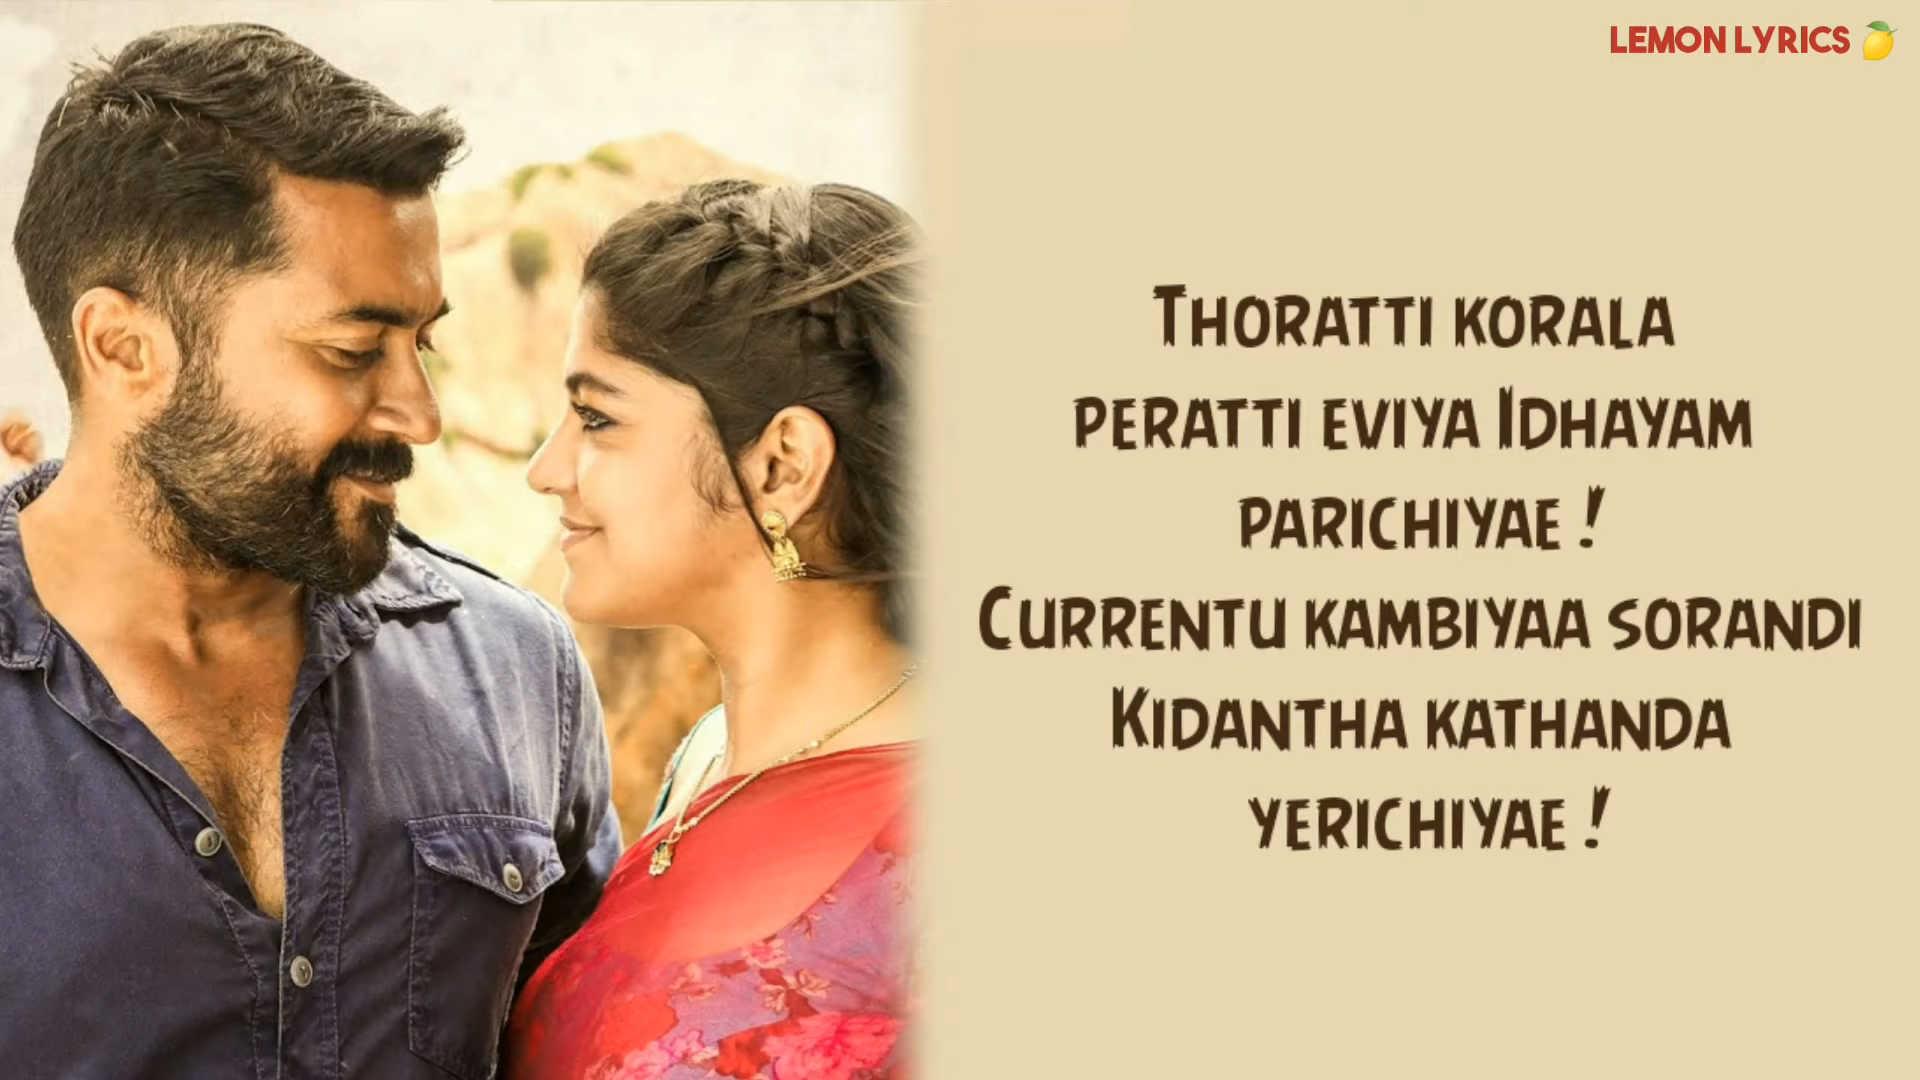 LEMON LYRICS
Thoratti korala
peratti eviya Idhayam
parichiyae !
Currentu kambiyaa sorandi
Kidantha kathanda
yerichiyae !